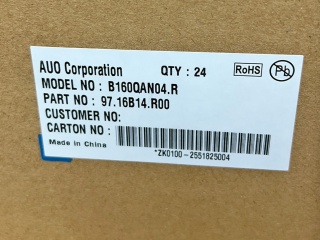 AUO Corporation QTY : 24 RoHS Pb
MODEL NO : B160QAN04.R
PART NO : 97.16B14.R00
CUSTOMER NO:
CARTON NO :
Made in China *ZK0100-2551825004